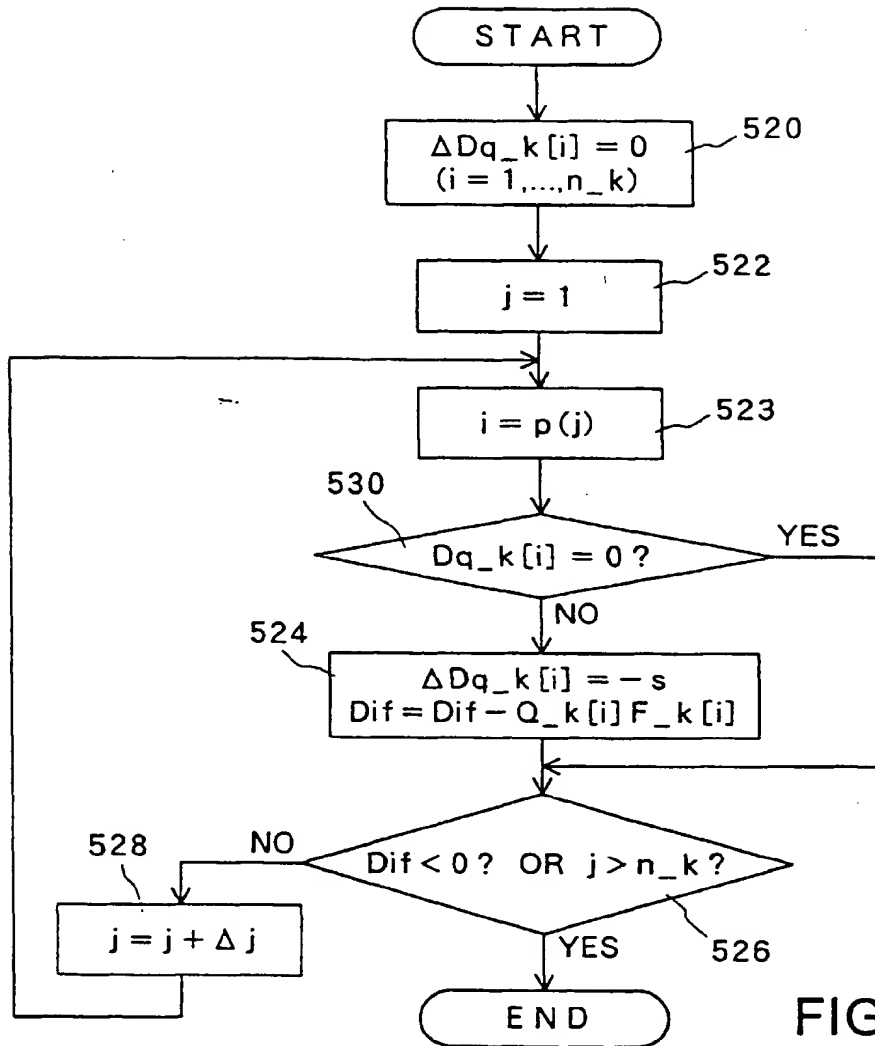 START
ΔDq_k[i] = 0
(i = 1,...,n_k)
520
j = 1
522
i = p(j)
523
530
Dq_k[i] = 0?
YES
NO
524
ΔDq_k[i] = -s
Dif = Dif - Q_k[i] F_k[i]
Dif < 0? OR j > n_k?
NO
528
j = j + Δj
526
YES
END
FIG